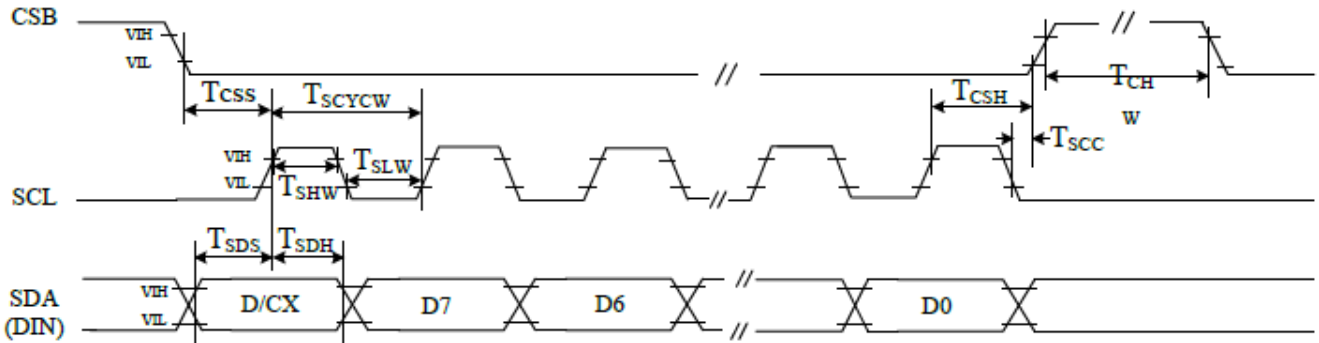 CSB
VIH
VIL
//
//
TCSS
TSCYCW
TCSH
TCH
W
TSCC
VIH
VIL
TSHW
TSLW
SCL
//
TSDS
TSDH
SDA
(DIN)
VIH
VIL
D/CX
D7
D6
//
//
D0